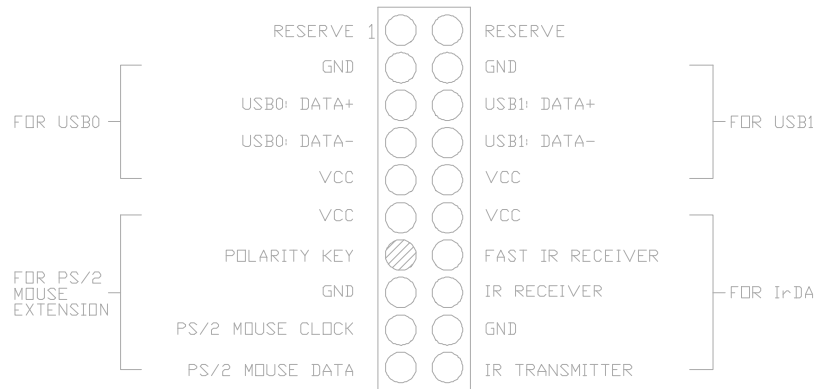 RESERVE 1 RESERVE
GND GND
USB0: DATA+ USB1: DATA+
FOR USB0 FOR USB1
USB0: DATA- USB1: DATA-
VCC VCC
VCC VCC
POLARITY KEY FAST IR RECEIVER
FOR PS/2
MOUSE
EXTENSION
GND IR RECEIVER
FOR IrDA
PS/2 MOUSE CLOCK GND
PS/2 MOUSE DATA IR TRANSMITTER